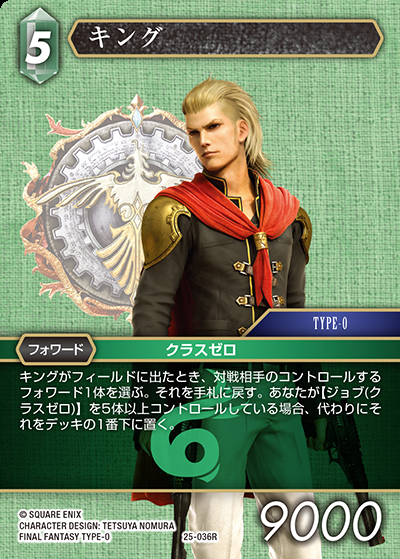 5
キング
TYPE-0
フォワード
クラスゼロ
キングがフィールドに出たとき、対戦相手のコントロールする
フォワード1体を選ぶ。それを手札に戻す。あなたが【ジョブ(ク
ラスゼロ)】を5体以上コントロールしている場合、代わりにそ
れをデッキの1番下に置く。
6
© SQUARE ENIX
CHARACTER DESIGN: TETSUYA NOMURA
FINAL FANTASY TYPE-0
25-036R
9000